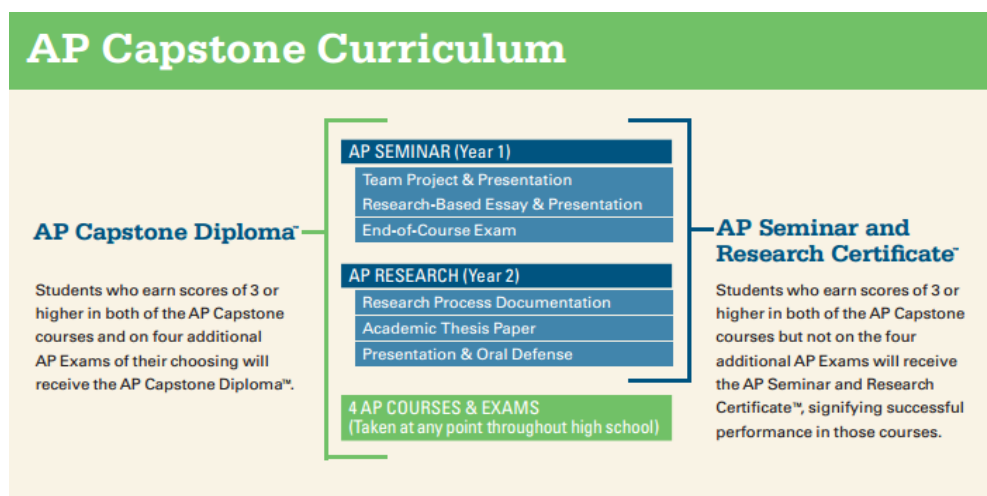 AP Capstone Curriculum
AP Capstone Diploma™
Students who earn scores of 3 or
higher in both of the AP Capstone
courses and on four additional
AP Exams of their choosing will
receive the AP Capstone Diploma™.
AP SEMINAR (Year 1)
Team Project & Presentation
Research-Based Essay & Presentation
End-of-Course Exam
AP RESEARCH (Year 2)
Research Process Documentation
Academic Thesis Paper
Presentation & Oral Defense
4 AP COURSES & EXAMS
(Taken at any point throughout high school)
AP Seminar and
Research Certificate™
Students who earn scores of 3 or
higher in both of the AP Capstone
courses but not on the four
additional AP Exams will receive
the AP Seminar and Research
Certificate™, signifying successful
performance in those courses.